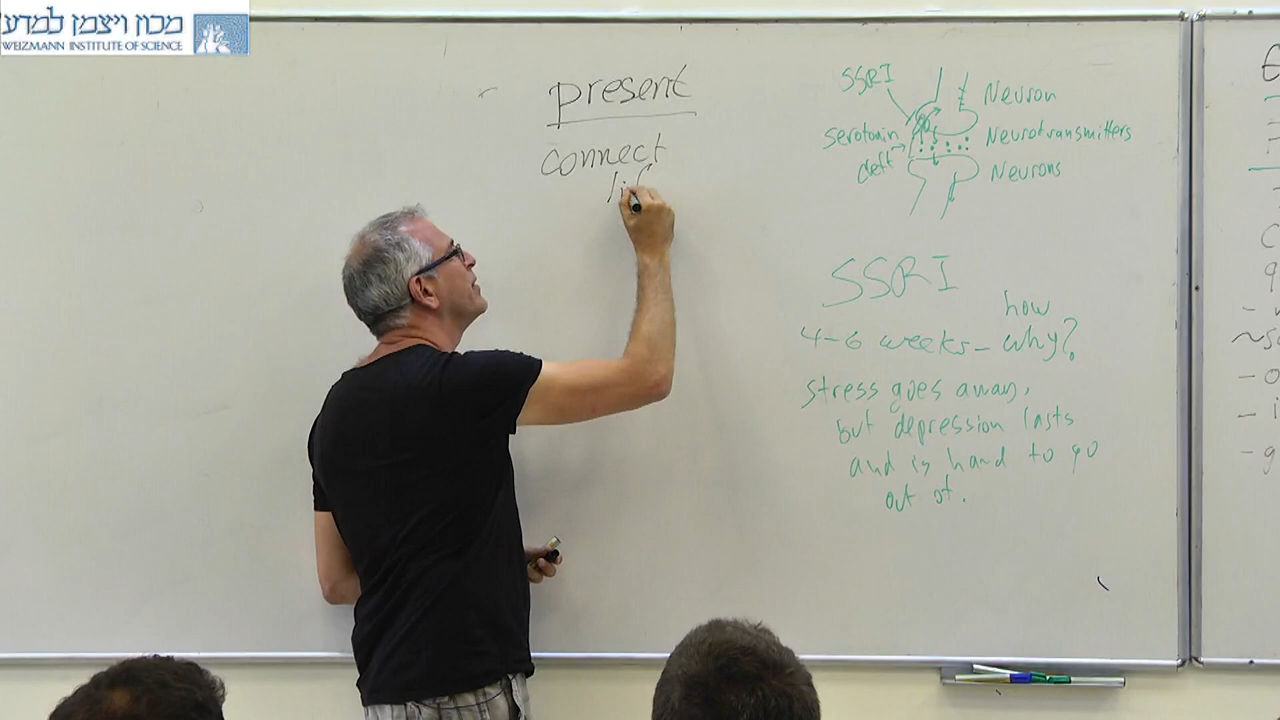 מכון ויצמן למדע
WEIZMANN INSTITUTE OF SCIENCE
present
connect
SSRI
Neuron
serotonin
Neurotransmitters
cleft
Neurons
SSRI
how
4-6 weeks - why?
stress goes away,
but depression lasts
and is hard to go
out of.